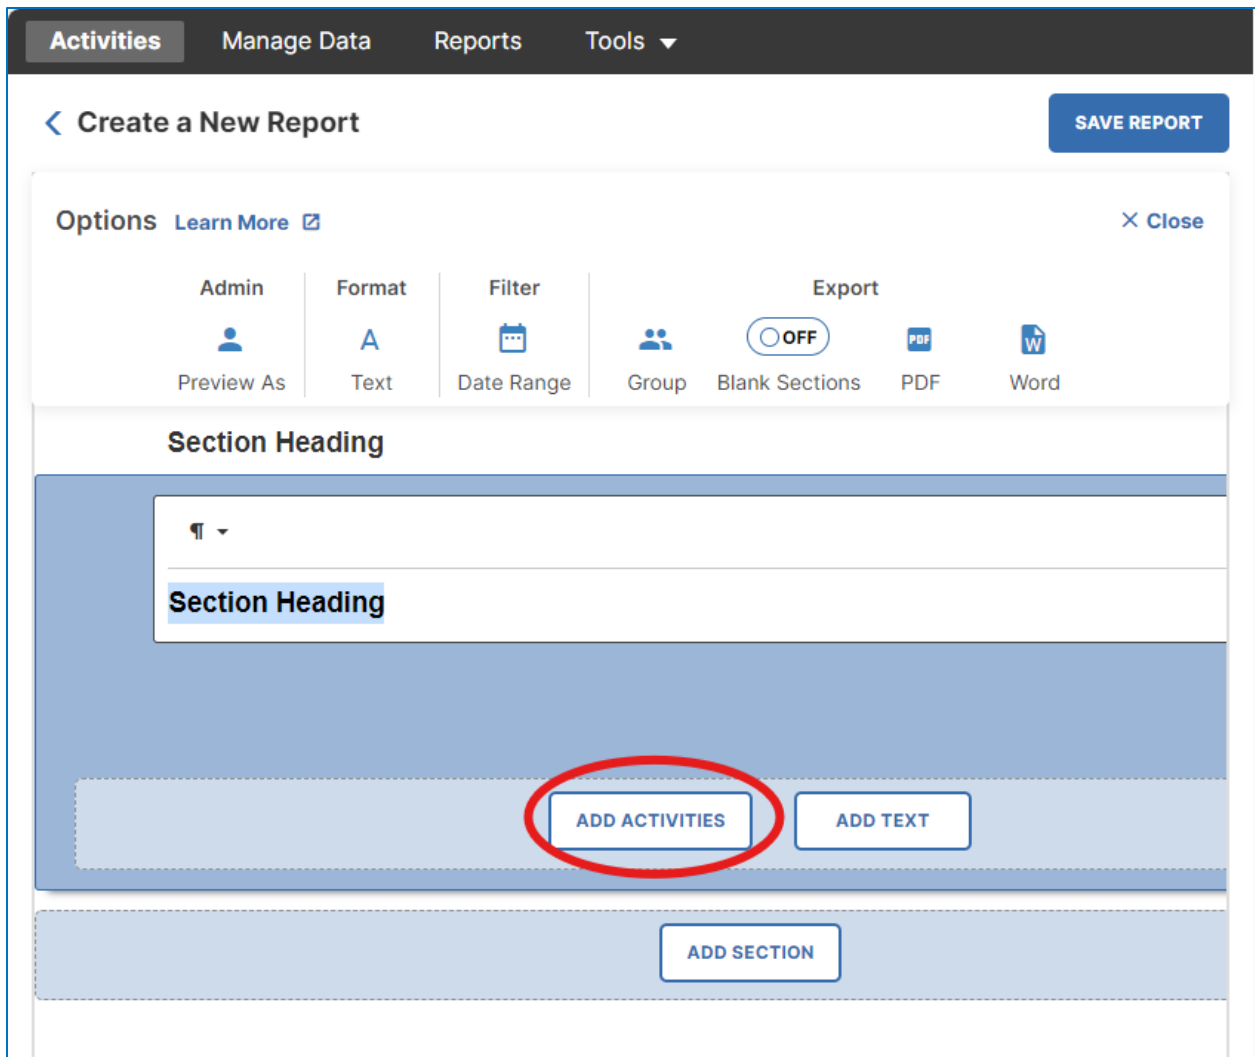 Activities Manage Data Reports Tools
Create a New Report SAVE REPORT
Options Learn More Close
Admin Format Filter Export
A OFF PDF W
Preview As Text Date Range Group Blank Sections PDF Word
Section Heading
¶
Section Heading
ADD ACTIVITIES ADD TEXT
ADD SECTION